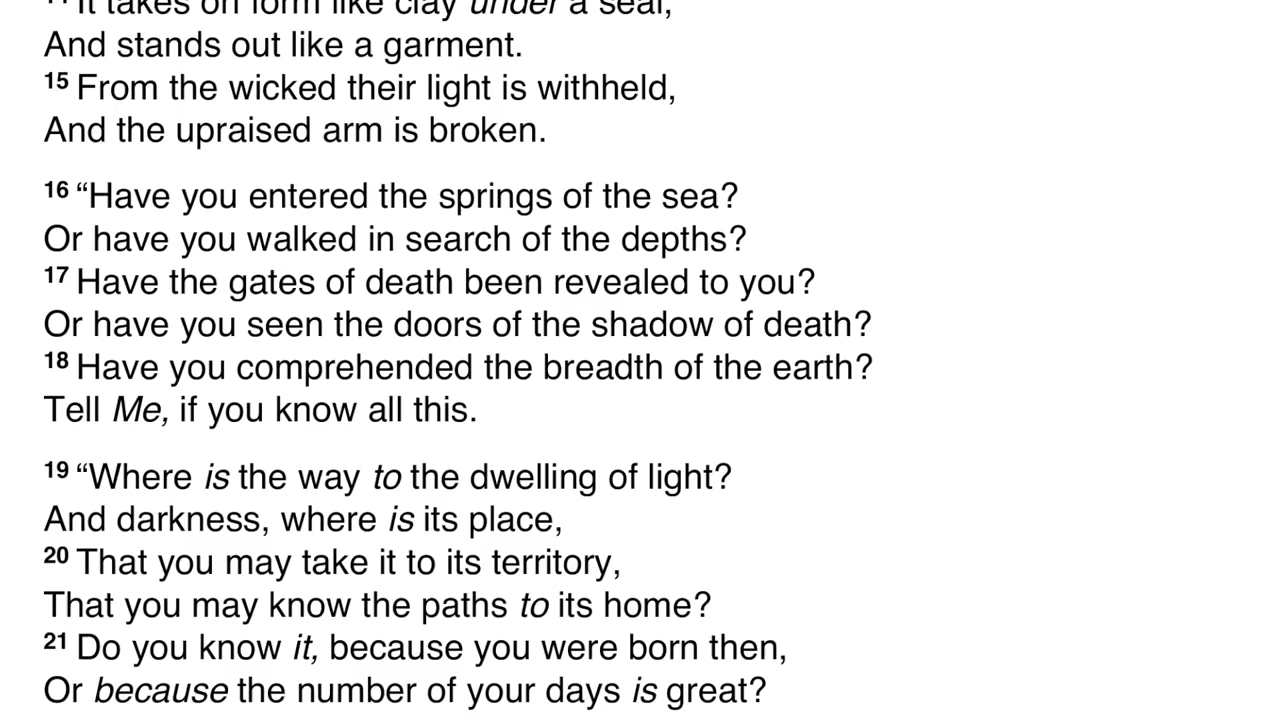 It takes on form like clay under a seal,
And stands out like a garment.
15 From the wicked their light is withheld,
And the upraised arm is broken.
16 “Have you entered the springs of the sea?
Or have you walked in search of the depths?
17 Have the gates of death been revealed to you?
Or have you seen the doors of the shadow of death?
18 Have you comprehended the breadth of the earth?
Tell Me, if you know all this.
19 “Where is the way to the dwelling of light?
And darkness, where is its place,
20 That you may take it to its territory,
That you may know the paths to its home?
21 Do you know it, because you were born then,
Or because the number of your days is great?